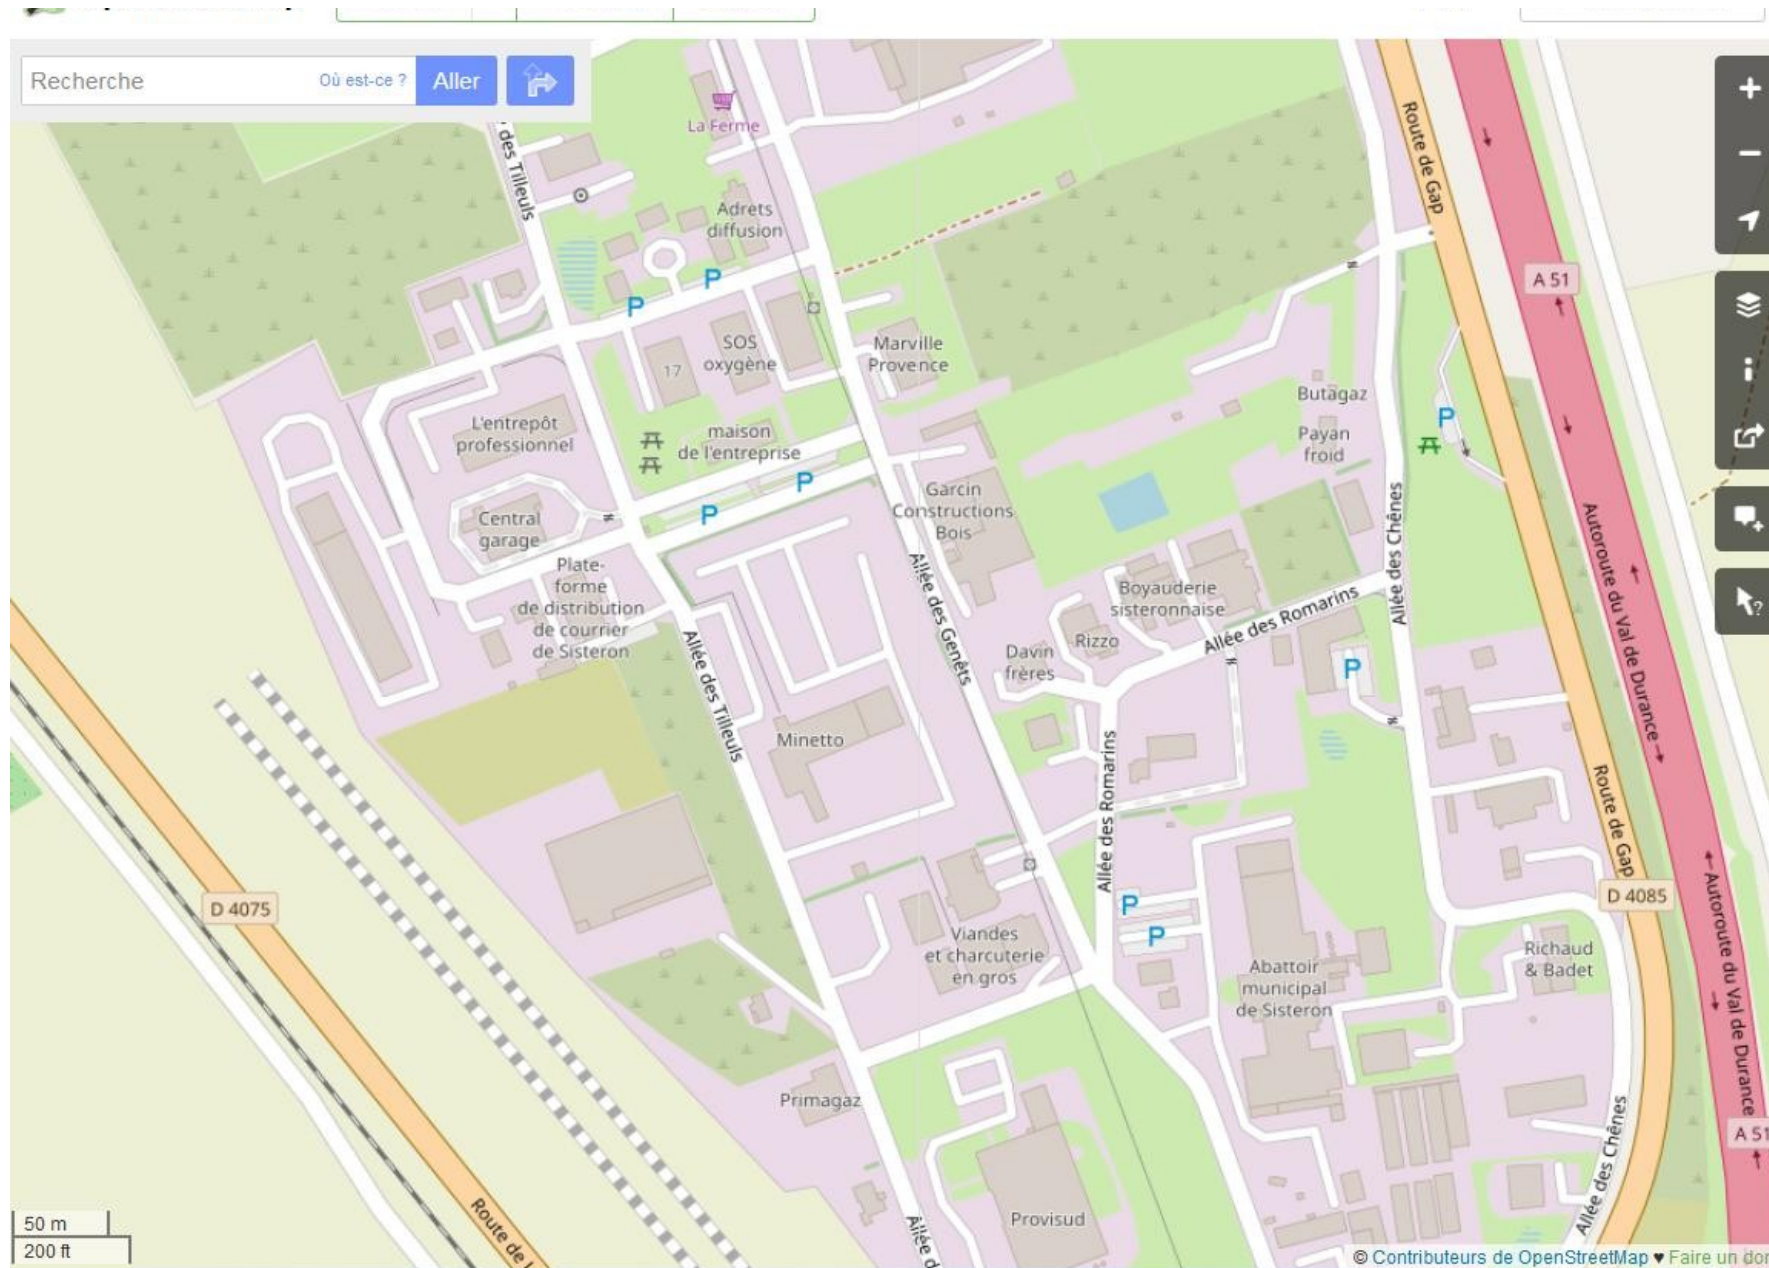 Recherche
Où est-ce ?
Aller
La Ferme
des Tilleuls
Adrets
diffusion
Route de Gap
A 51
SOS
oxygène
17
Marville
Provence
Butagaz
L'entrepôt
professionnel
maison
de l'entreprise
Payan
froid
Central
garage
Garcin
Constructions
Bois
Allée des Chênes
Autoroute du Val de Durance
Plate-
forme
de distribution
de courrier
de Sisteron
Allée des Genêts
Boyauderie
sisteronnaise
Allée des Romarins
Rizzo
Davin
frères
Allée des Tilleuls
Minetto
Allée des Romarins
Route de Gap
D 4075
D 4085
Viandes
et charcuterie
en gros
Abattoir
municipal
de Sisteron
Richaud
& Badet
Autoroute du Val de Durance
Primagaz
Allée des Chênes
A 51
Provisud
Route de
Allée d
50 m
200 ft
© Contributeurs de OpenStreetMap ♥ Faire un don
P
P
P
P
P
P
P
P